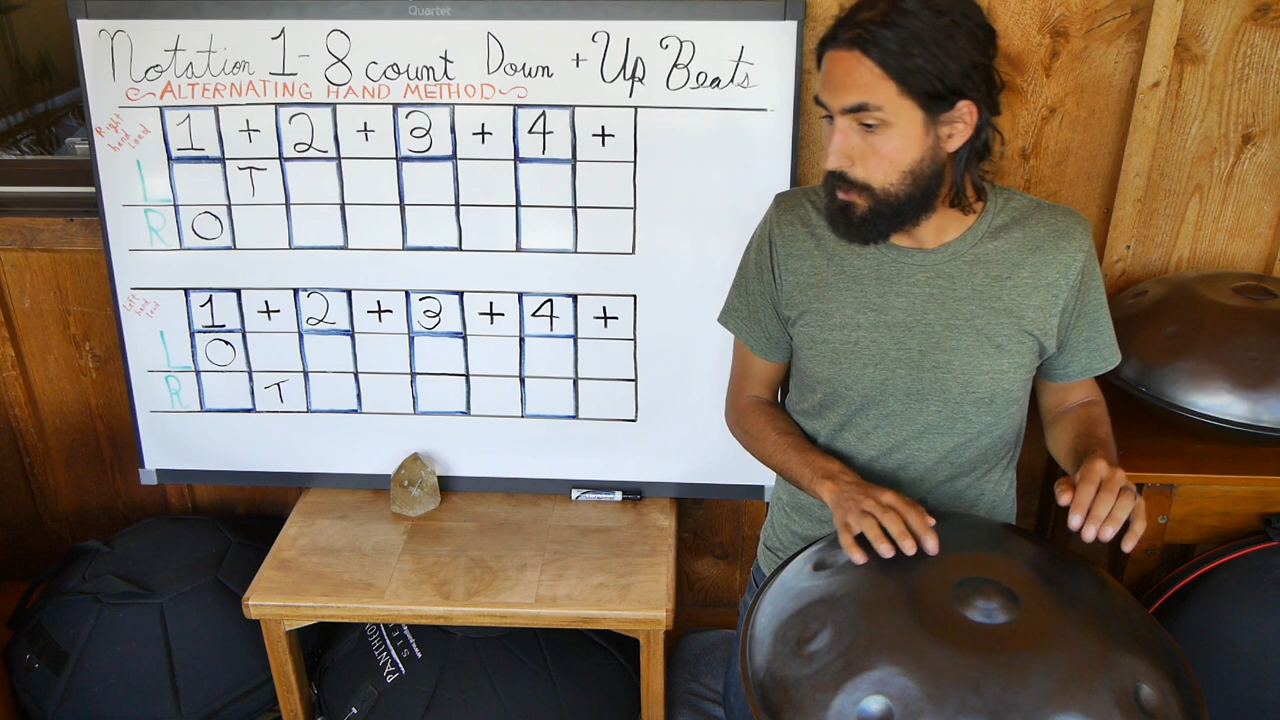 Quartet
Notation 1-8 count Down + Up Beats
ALTERNATING HAND METHOD
Right hand Lead
1 + 2 + 3 + 4 +
L T
R O
Left hand lead
1 + 2 + 3 + 4 +
L O
R T
PANTHEON
STEEL